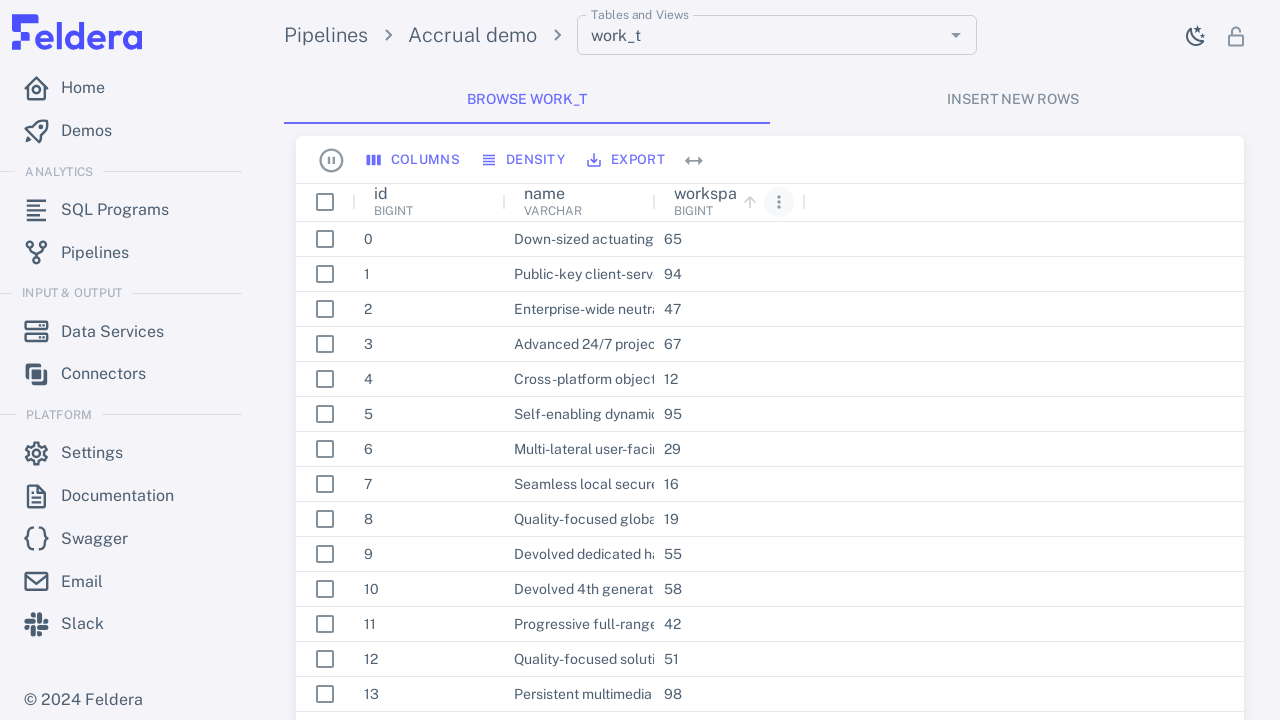 Feldera
Pipelines
Accrual demo
Tables and Views
work_t
Home
Demos
ANALYTICS
SQL Programs
Pipelines
INPUT & OUTPUT
Data Services
Connectors
PLATFORM
Settings
Documentation
Swagger
Email
Slack
© 2024 Feldera
BROWSE WORK_T
INSERT NEW ROWS
COLUMNS
DENSITY
EXPORT
id
BIGINT
name
VARCHAR
workspa
BIGINT
0 Down-sized actuating 65
1 Public-key client-serv 94
2 Enterprise-wide neutra 47
3 Advanced 24/7 projec 67
4 Cross-platform object 12
5 Self-enabling dynamic 95
6 Multi-lateral user-facin 29
7 Seamless local secure 16
8 Quality-focused globa 19
9 Devolved dedicated ha 55
10 Devolved 4th generat 58
11 Progressive full-range 42
12 Quality-focused soluti 51
13 Persistent multimedia 98